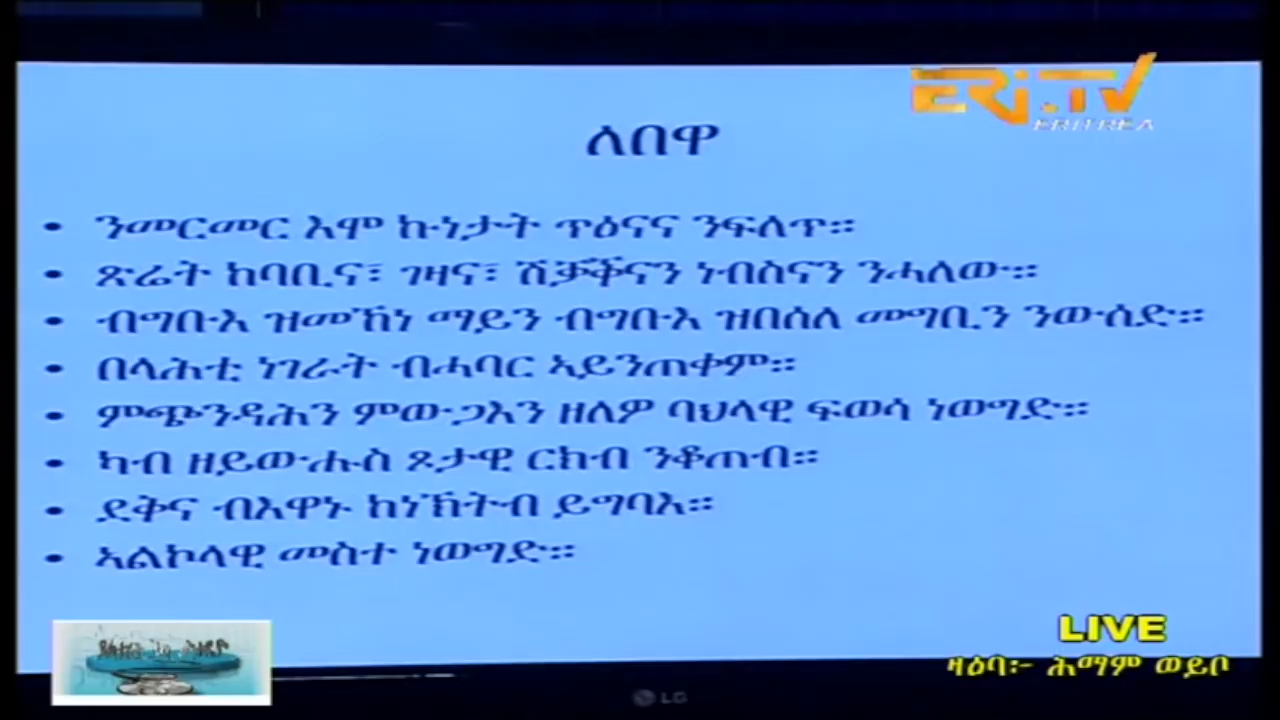 ERi.TV
ERITREA
ለበዋ
• ንመርመር እሞ ኩነታት ጥዕናና ንፍለጥ።
• ጽሬት ከባቢና፣ ገዛና፣ ሽቓቕናን ነብስናን ንሓለው።
• ብግቡእ ዝመኸነ ማይን ብግቡእ ዝበሰለ መግቢን ንውሰድ።
• በላሕቲ ነገራት ብሓባር ኣይንጠቀም።
• ምጭንዳሕን ምውጋእን ዘለዎ ባህላዊ ፍወሳ ነወግድ።
• ካብ ዘይውሑስ ጾታዊ ርክብ ንቆጠብ።
• ደቅና ብእዋኑ ከነኽትብ ይግባእ።
• ኣልኮላዊ መስተ ነወግድ።
LIVE
ዛዕባ፡- ሕማም ወይቦ
LG